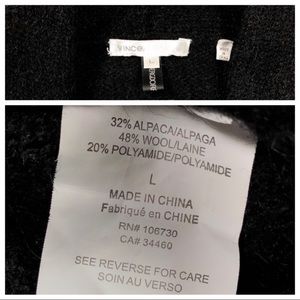 VINCE
L
32% ALPACA/ALPAGA
48% WOOL/LAINE
20% POLYAMIDE/POLYAMIDE
L
MADE IN CHINA
Fabriqué en CHINE
RN# 106730
CA# 34460
SEE REVERSE FOR CARE
SOIN AU VERSO